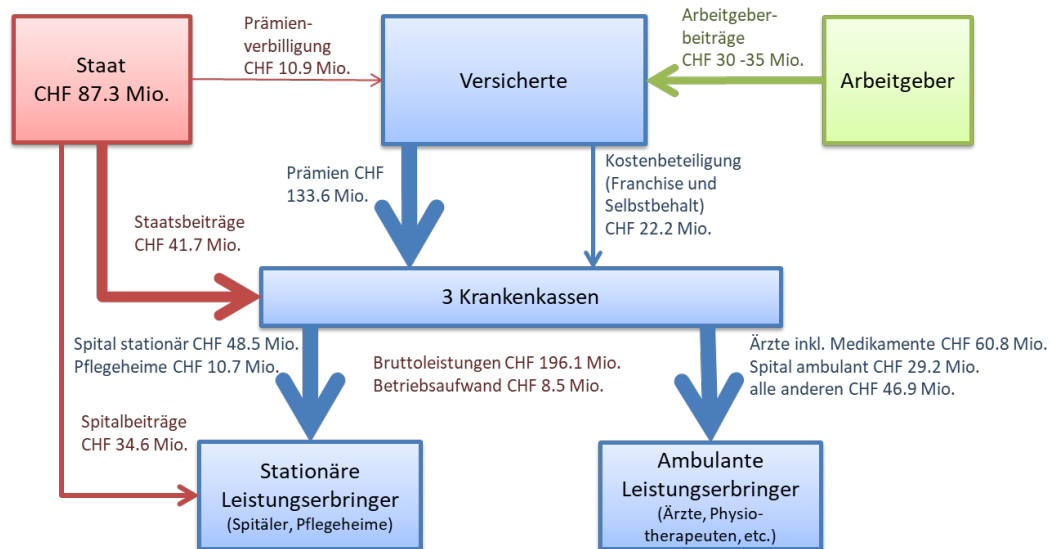 Staat
CHF 87.3 Mio.
Prämien-
verbilligung
CHF 10.9 Mio.
Versicherte
Arbeitgeber-
beiträge
CHF 30 -35 Mio.
Arbeitgeber
Prämien CHF
133.6 Mio.
Kostenbeteiligung
(Franchise und
Selbstbehalt)
CHF 22.2 Mio.
Staatsbeiträge
CHF 41.7 Mio.
3 Krankenkassen
Spital stationär CHF 48.5 Mio.
Pflegeheime CHF 10.7 Mio.
Bruttoleistungen CHF 196.1 Mio.
Betriebsaufwand CHF 8.5 Mio.
Ärzte inkl. Medikamente CHF 60.8 Mio.
Spital ambulant CHF 29.2 Mio.
alle anderen CHF 46.9 Mio.
Spitalbeiträge
CHF 34.6 Mio.
Stationäre
Leistungserbringer
(Spitäler, Pflegeheime)
Ambulante
Leistungserbringer
(Ärzte, Physio-
therapeuten, etc.)